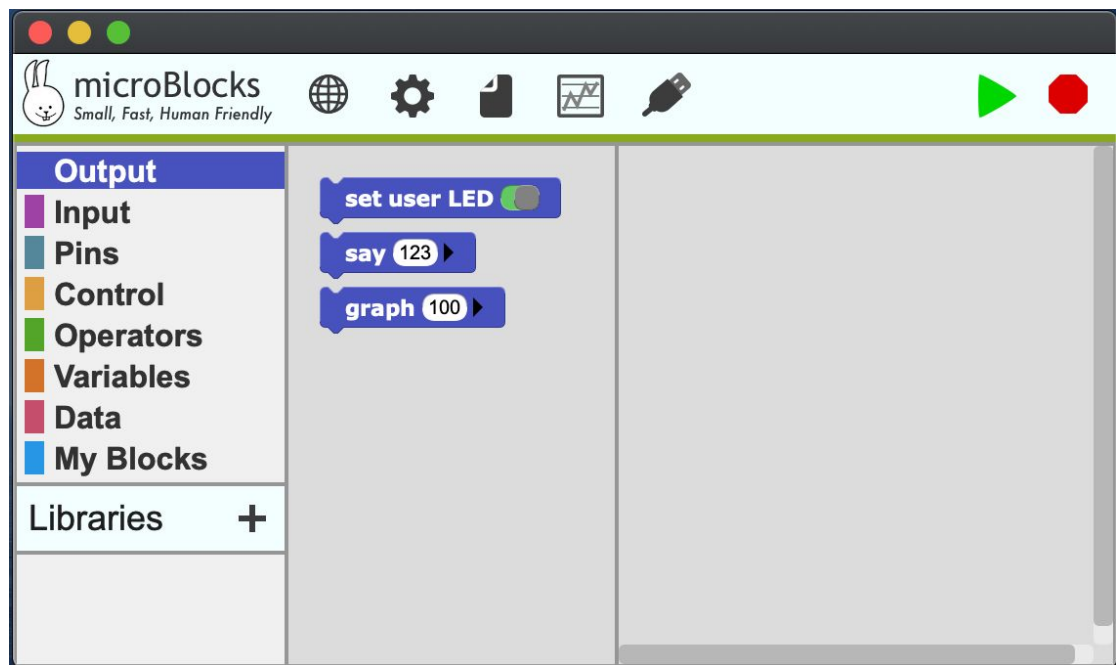 microBlocks
Small, Fast, Human Friendly
Output
Input
Pins
Control
Operators
Variables
Data
My Blocks
Libraries +
set user LED
say 123
graph 100